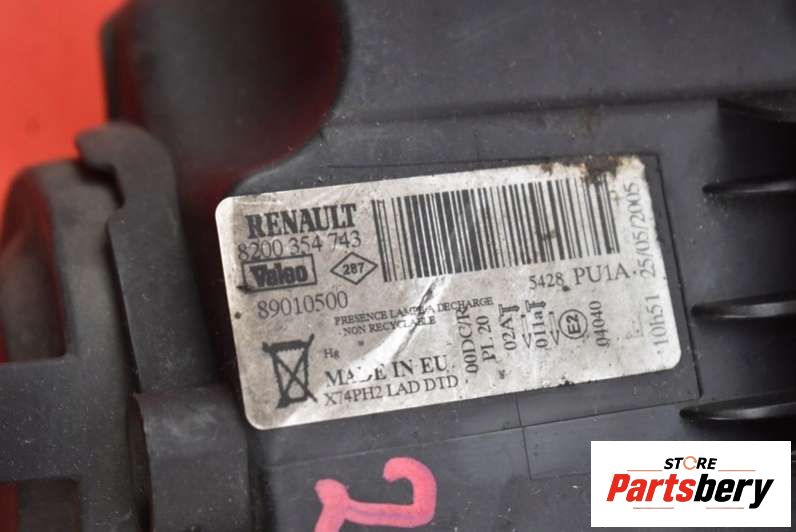 RENAULT
8200 354 743
Valeo
287
89010500
5428 PU1A
PRESENCE LAMPE A DECHARGE
NON RECYCLABLE
Hg
MADE IN EU
X74PH2 LAD DTD
00DC/R
PL 20
02A
011a
E2
04040
10h51 25/05/2005
STORE
Partsbery